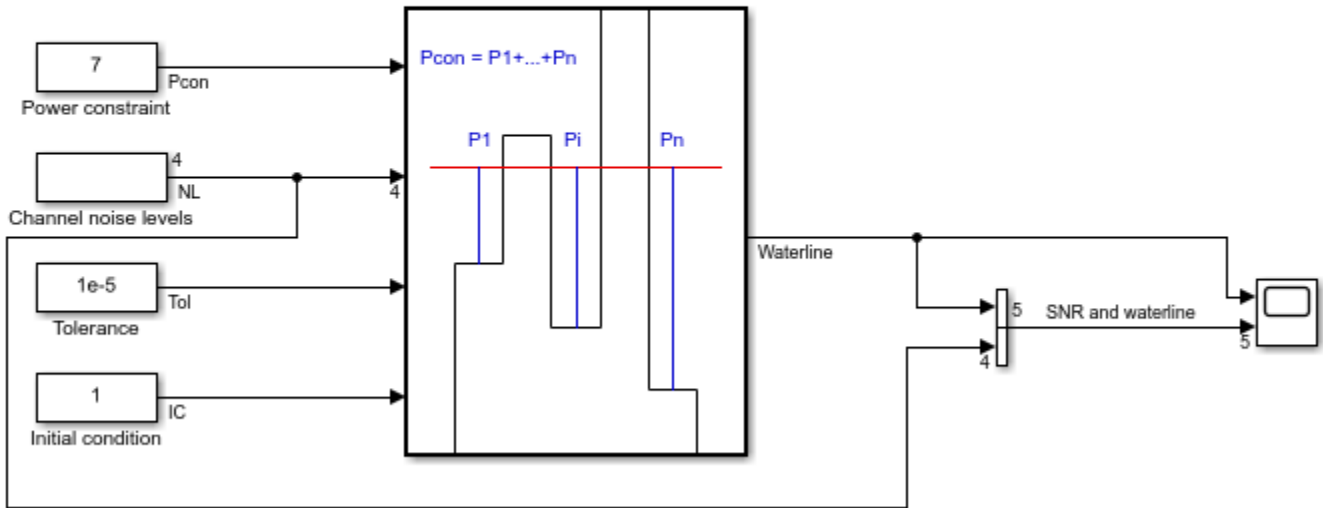 7
Pcon
Power constraint
4
NL
4
Channel noise levels
1e-5
Tol
Tolerance
1
IC
Initial condition
Pcon = P1+...+Pn
P1
Pi
Pn
Waterline
5
SNR and waterline
4
5